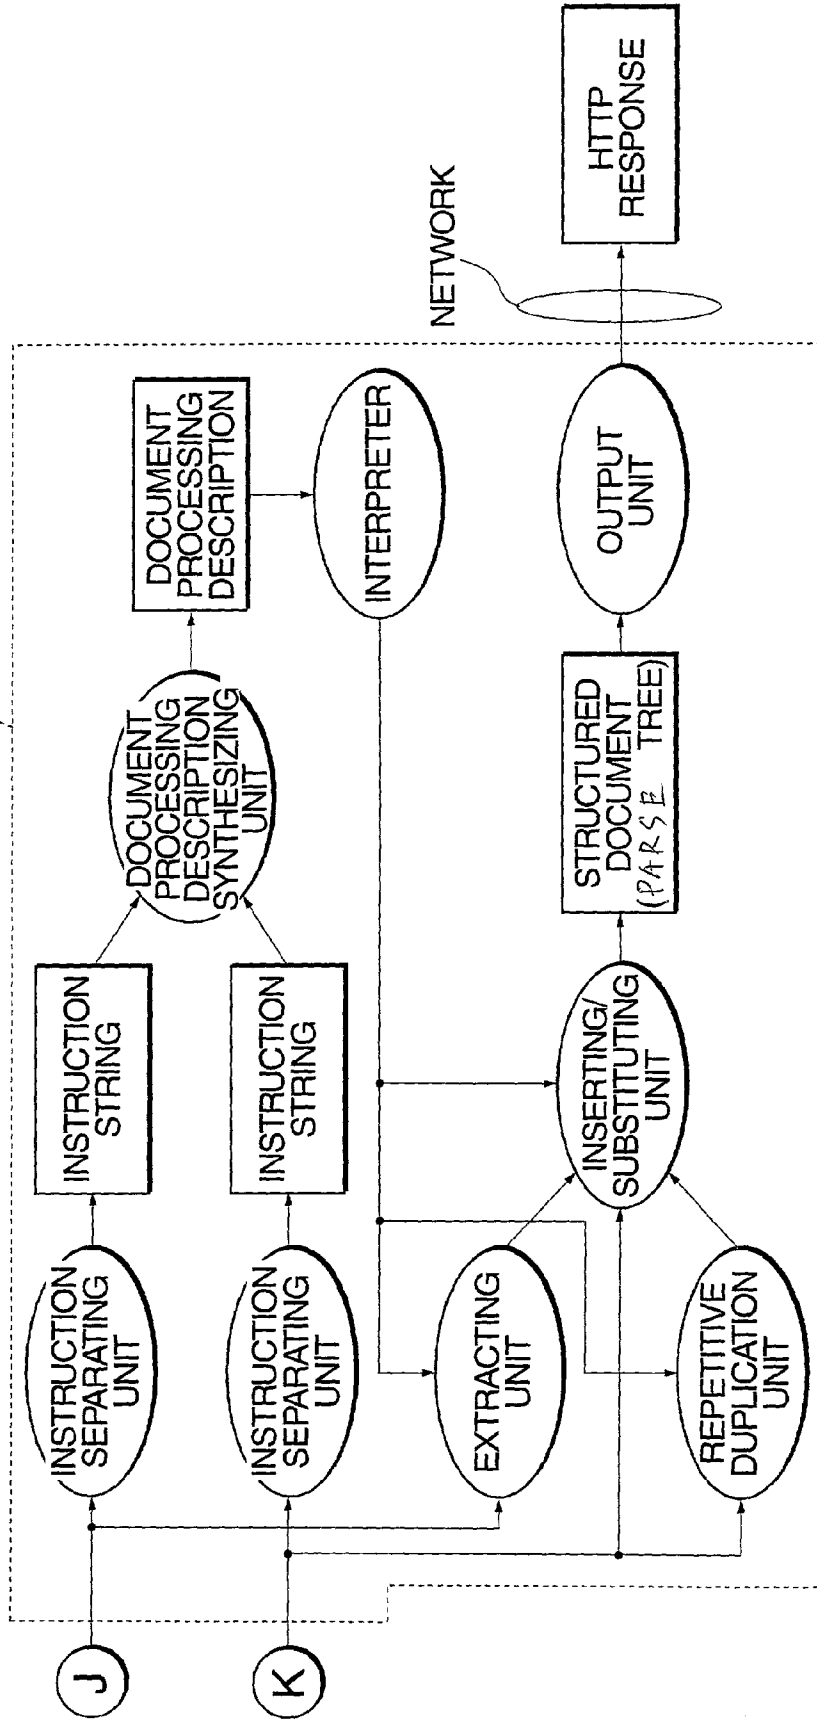 J
INSTRUCTION
SEPARATING
UNIT
INSTRUCTION
STRING
DOCUMENT
PROCESSING
DESCRIPTION
SYNTHESIZING
UNIT
DOCUMENT
PROCESSING
DESCRIPTION
K
INSTRUCTION
SEPARATING
UNIT
INSTRUCTION
STRING
INTERPRETER
NETWORK
EXTRACTING
UNIT
INSERTING/
SUBSTITUTING
UNIT
STRUCTURED
DOCUMENT
(PARSE TREE)
OUTPUT
UNIT
HTTP
RESPONSE
REPETITIVE
DUPLICATION
UNIT